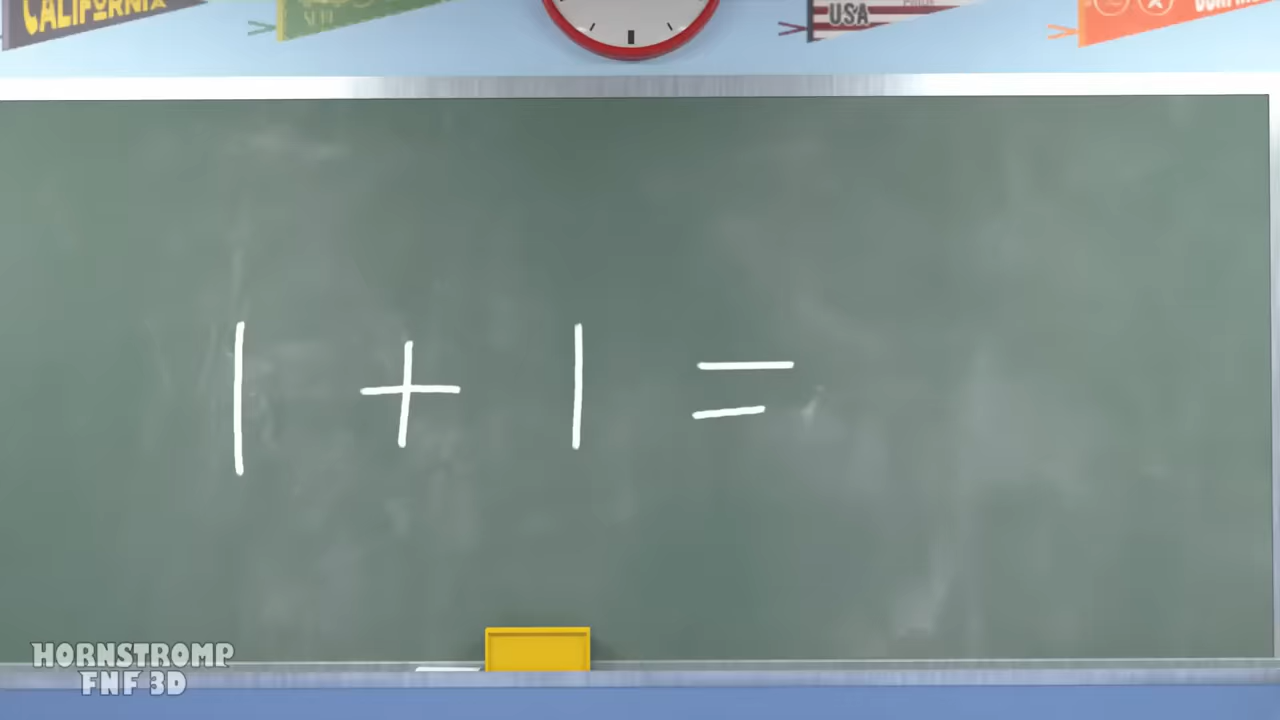 CALIFORNIA
USA
1 + 1 =
HORNSTROMP
FNF 3D